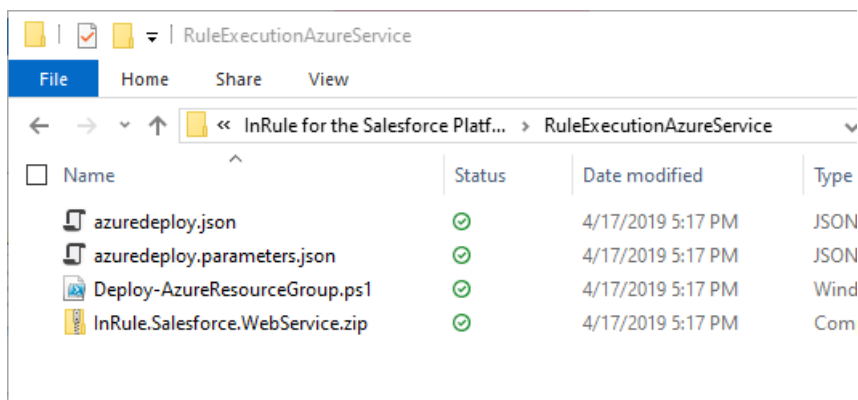 RuleExecutionAzureService
File Home Share View
« InRule for the Salesforce Platf... > RuleExecutionAzureService
Name Status Date modified Type
azuredeploy.json 4/17/2019 5:17 PM JSON
azuredeploy.parameters.json 4/17/2019 5:17 PM JSON
Deploy-AzureResourceGroup.ps1 4/17/2019 5:17 PM Wind
InRule.Salesforce.WebService.zip 4/17/2019 5:17 PM Com